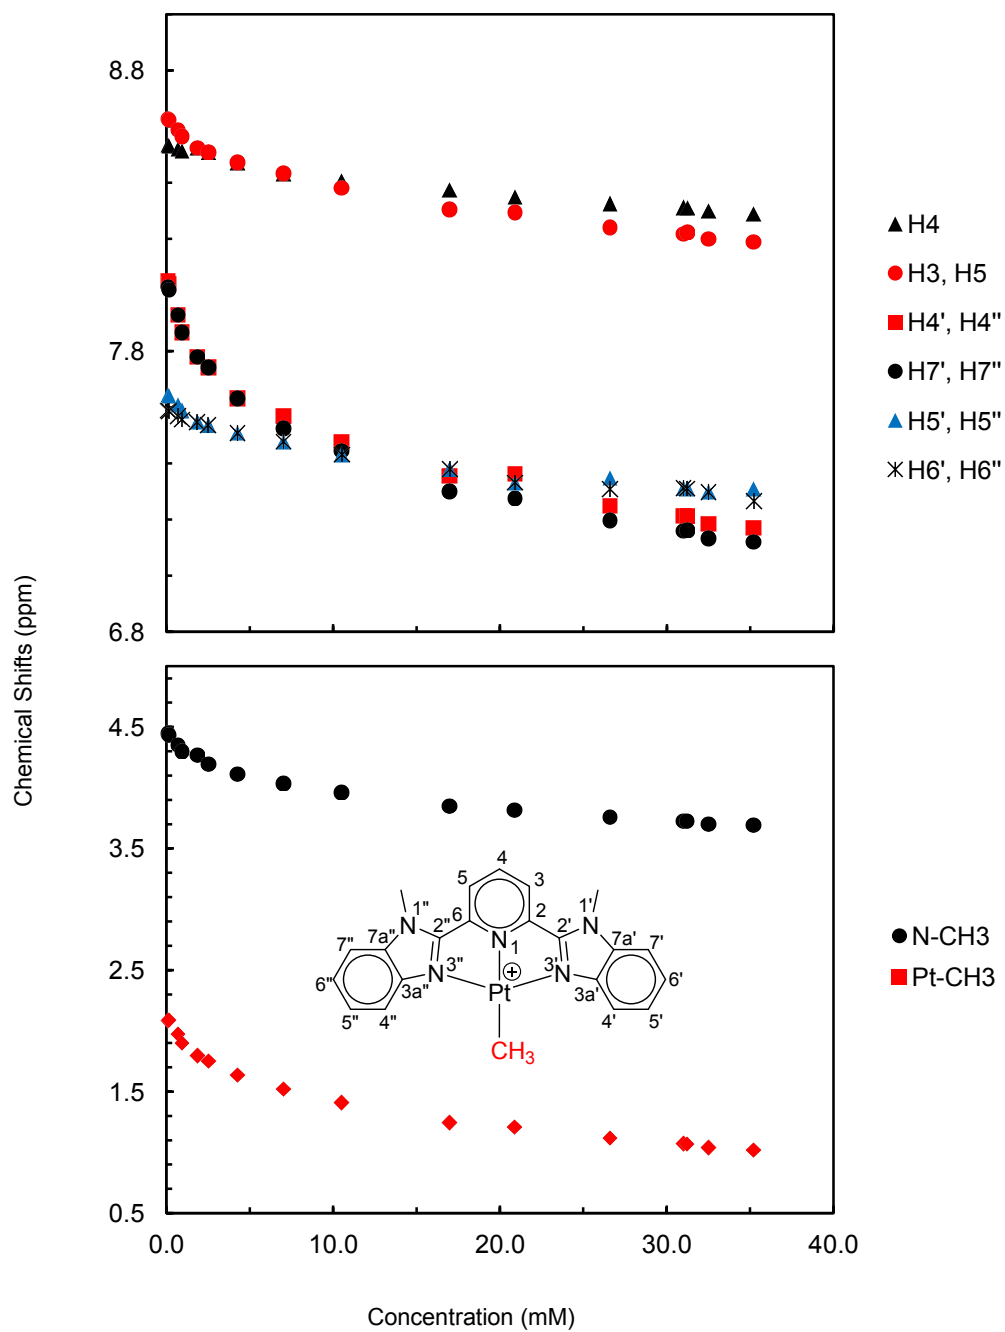 8.8
7.8
6.8
H4
H3, H5
H4', H4"
H7', H7"
H5', H5"
H6', H6"
Chemical Shifts (ppm)
4.5
3.5
2.5
1.5
0.5
4
5
3
6
2
N
1
N
1"
2"
7a"
7"
6"
5"
4"
3a"
N
3"
N
1'
2'
7a'
7'
6'
5'
4'
3a'
N
3'
Pt
+
CH3
N-CH3
Pt-CH3
0.0 10.0 20.0 30.0 40.0
Concentration (mM)